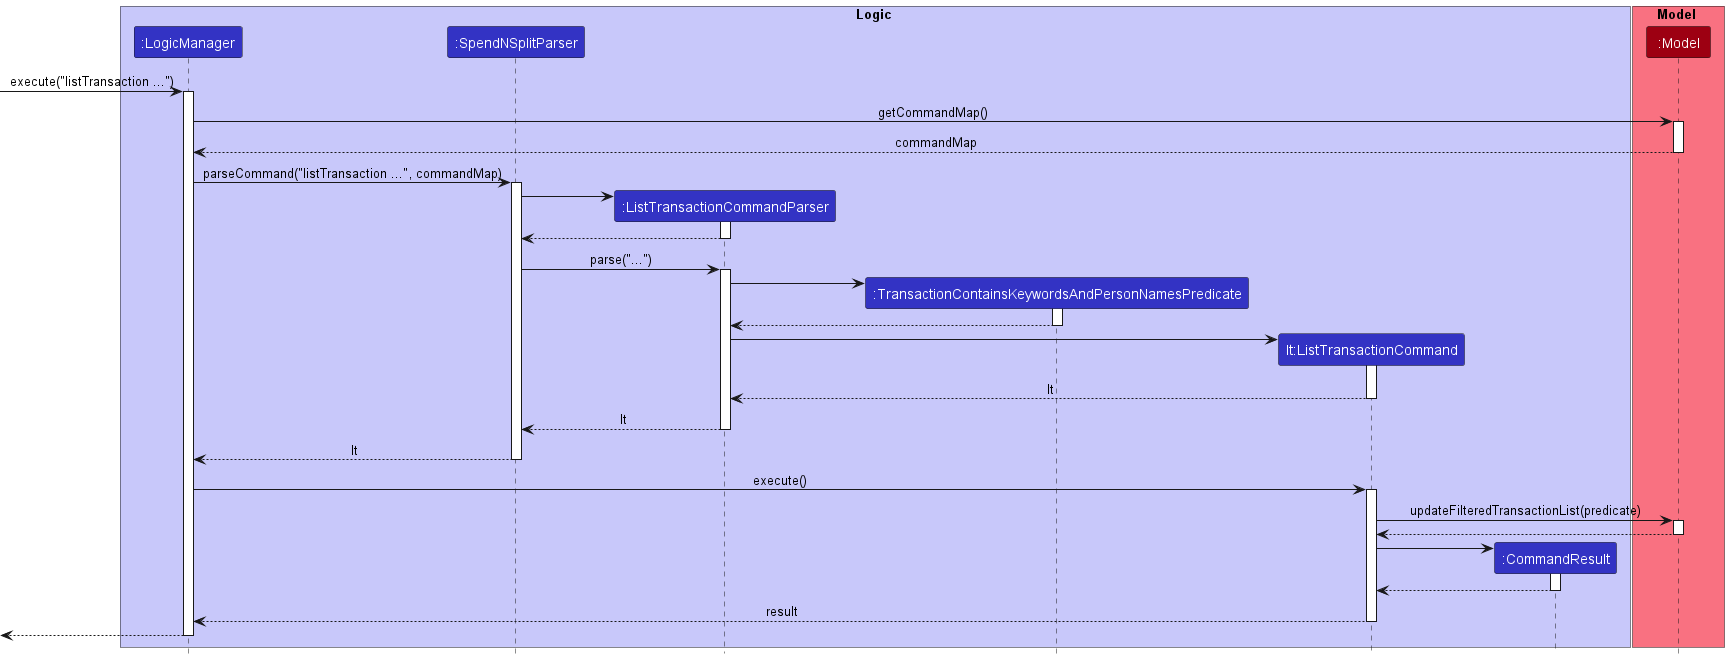 Logic
Model
:LogicManager
:SpendNSplitParser
:Model
execute("listTransaction ...")
getCommandMap()
commandMap
parseCommand("listTransaction ...", commandMap)
:ListTransactionCommandParser
parse("...")
:TransactionContainsKeywordsAndPersonNamesPredicate
lt:ListTransactionCommand
lt
lt
lt
execute()
updateFilteredTransactionList(predicate)
:CommandResult
result